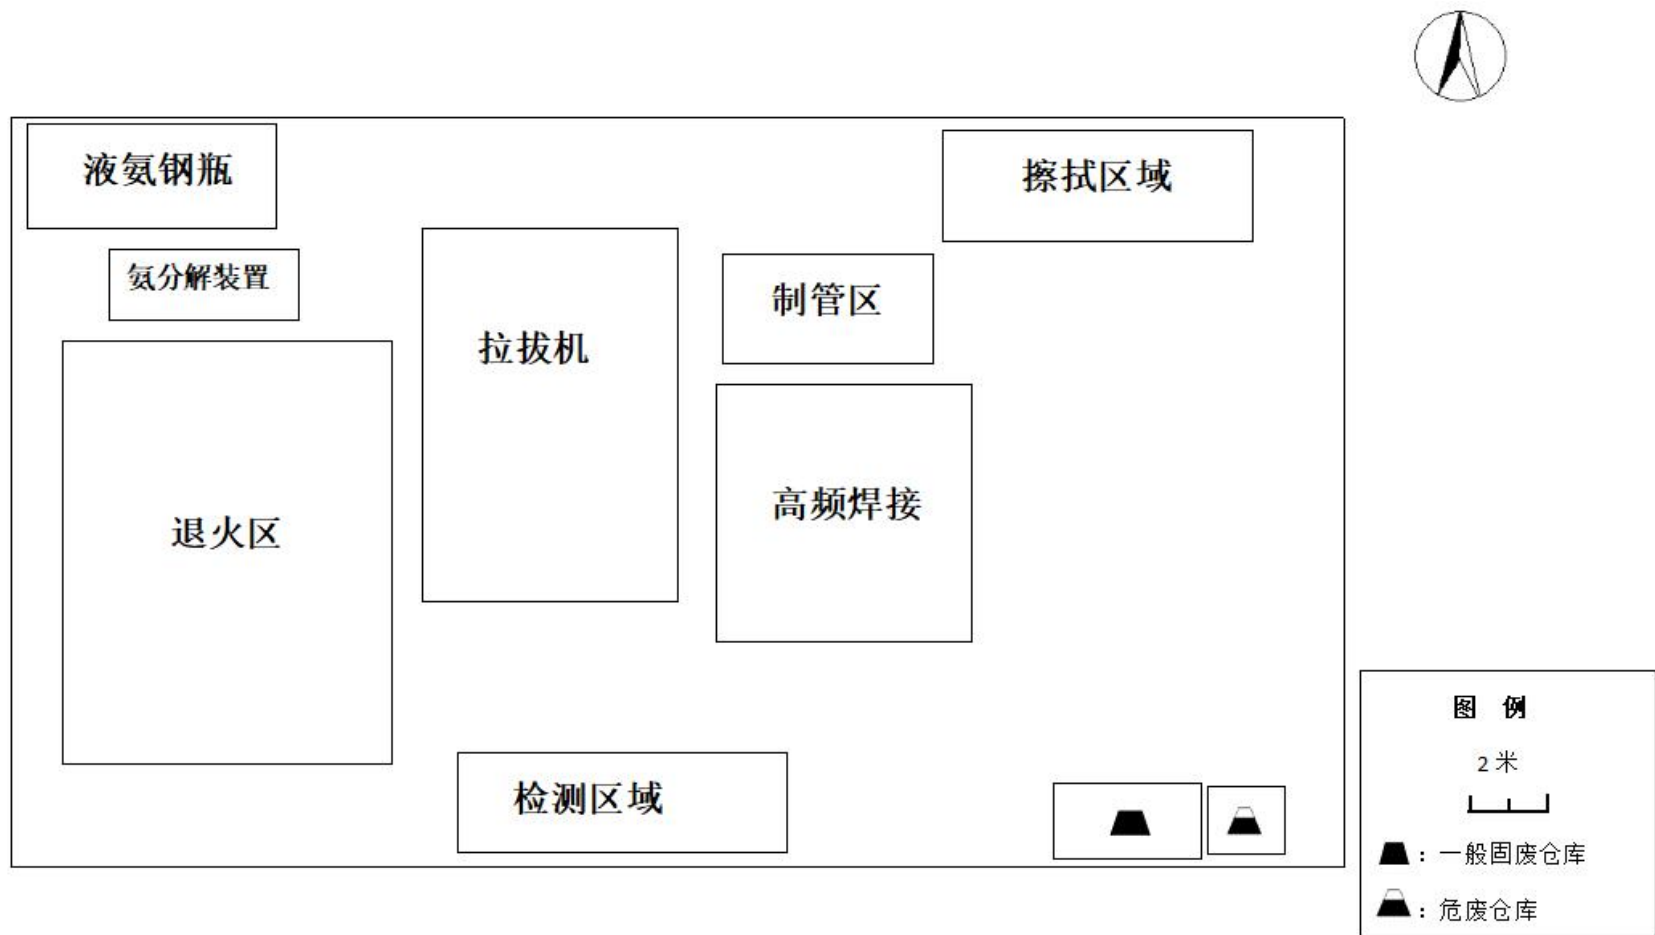 液氨钢瓶
擦拭区域
氨分解装置
制管区
拉拔机
高频焊接
退火区
检测区域
图 例
2 米
：一般固废仓库
：危废仓库